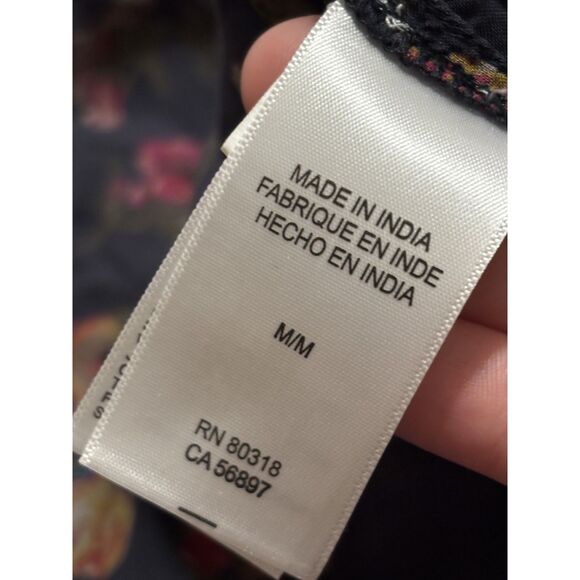 MADE IN INDIA
FABRIQUE EN INDE
HECHO EN INDIA
M/M
RN 80318
CA 56897